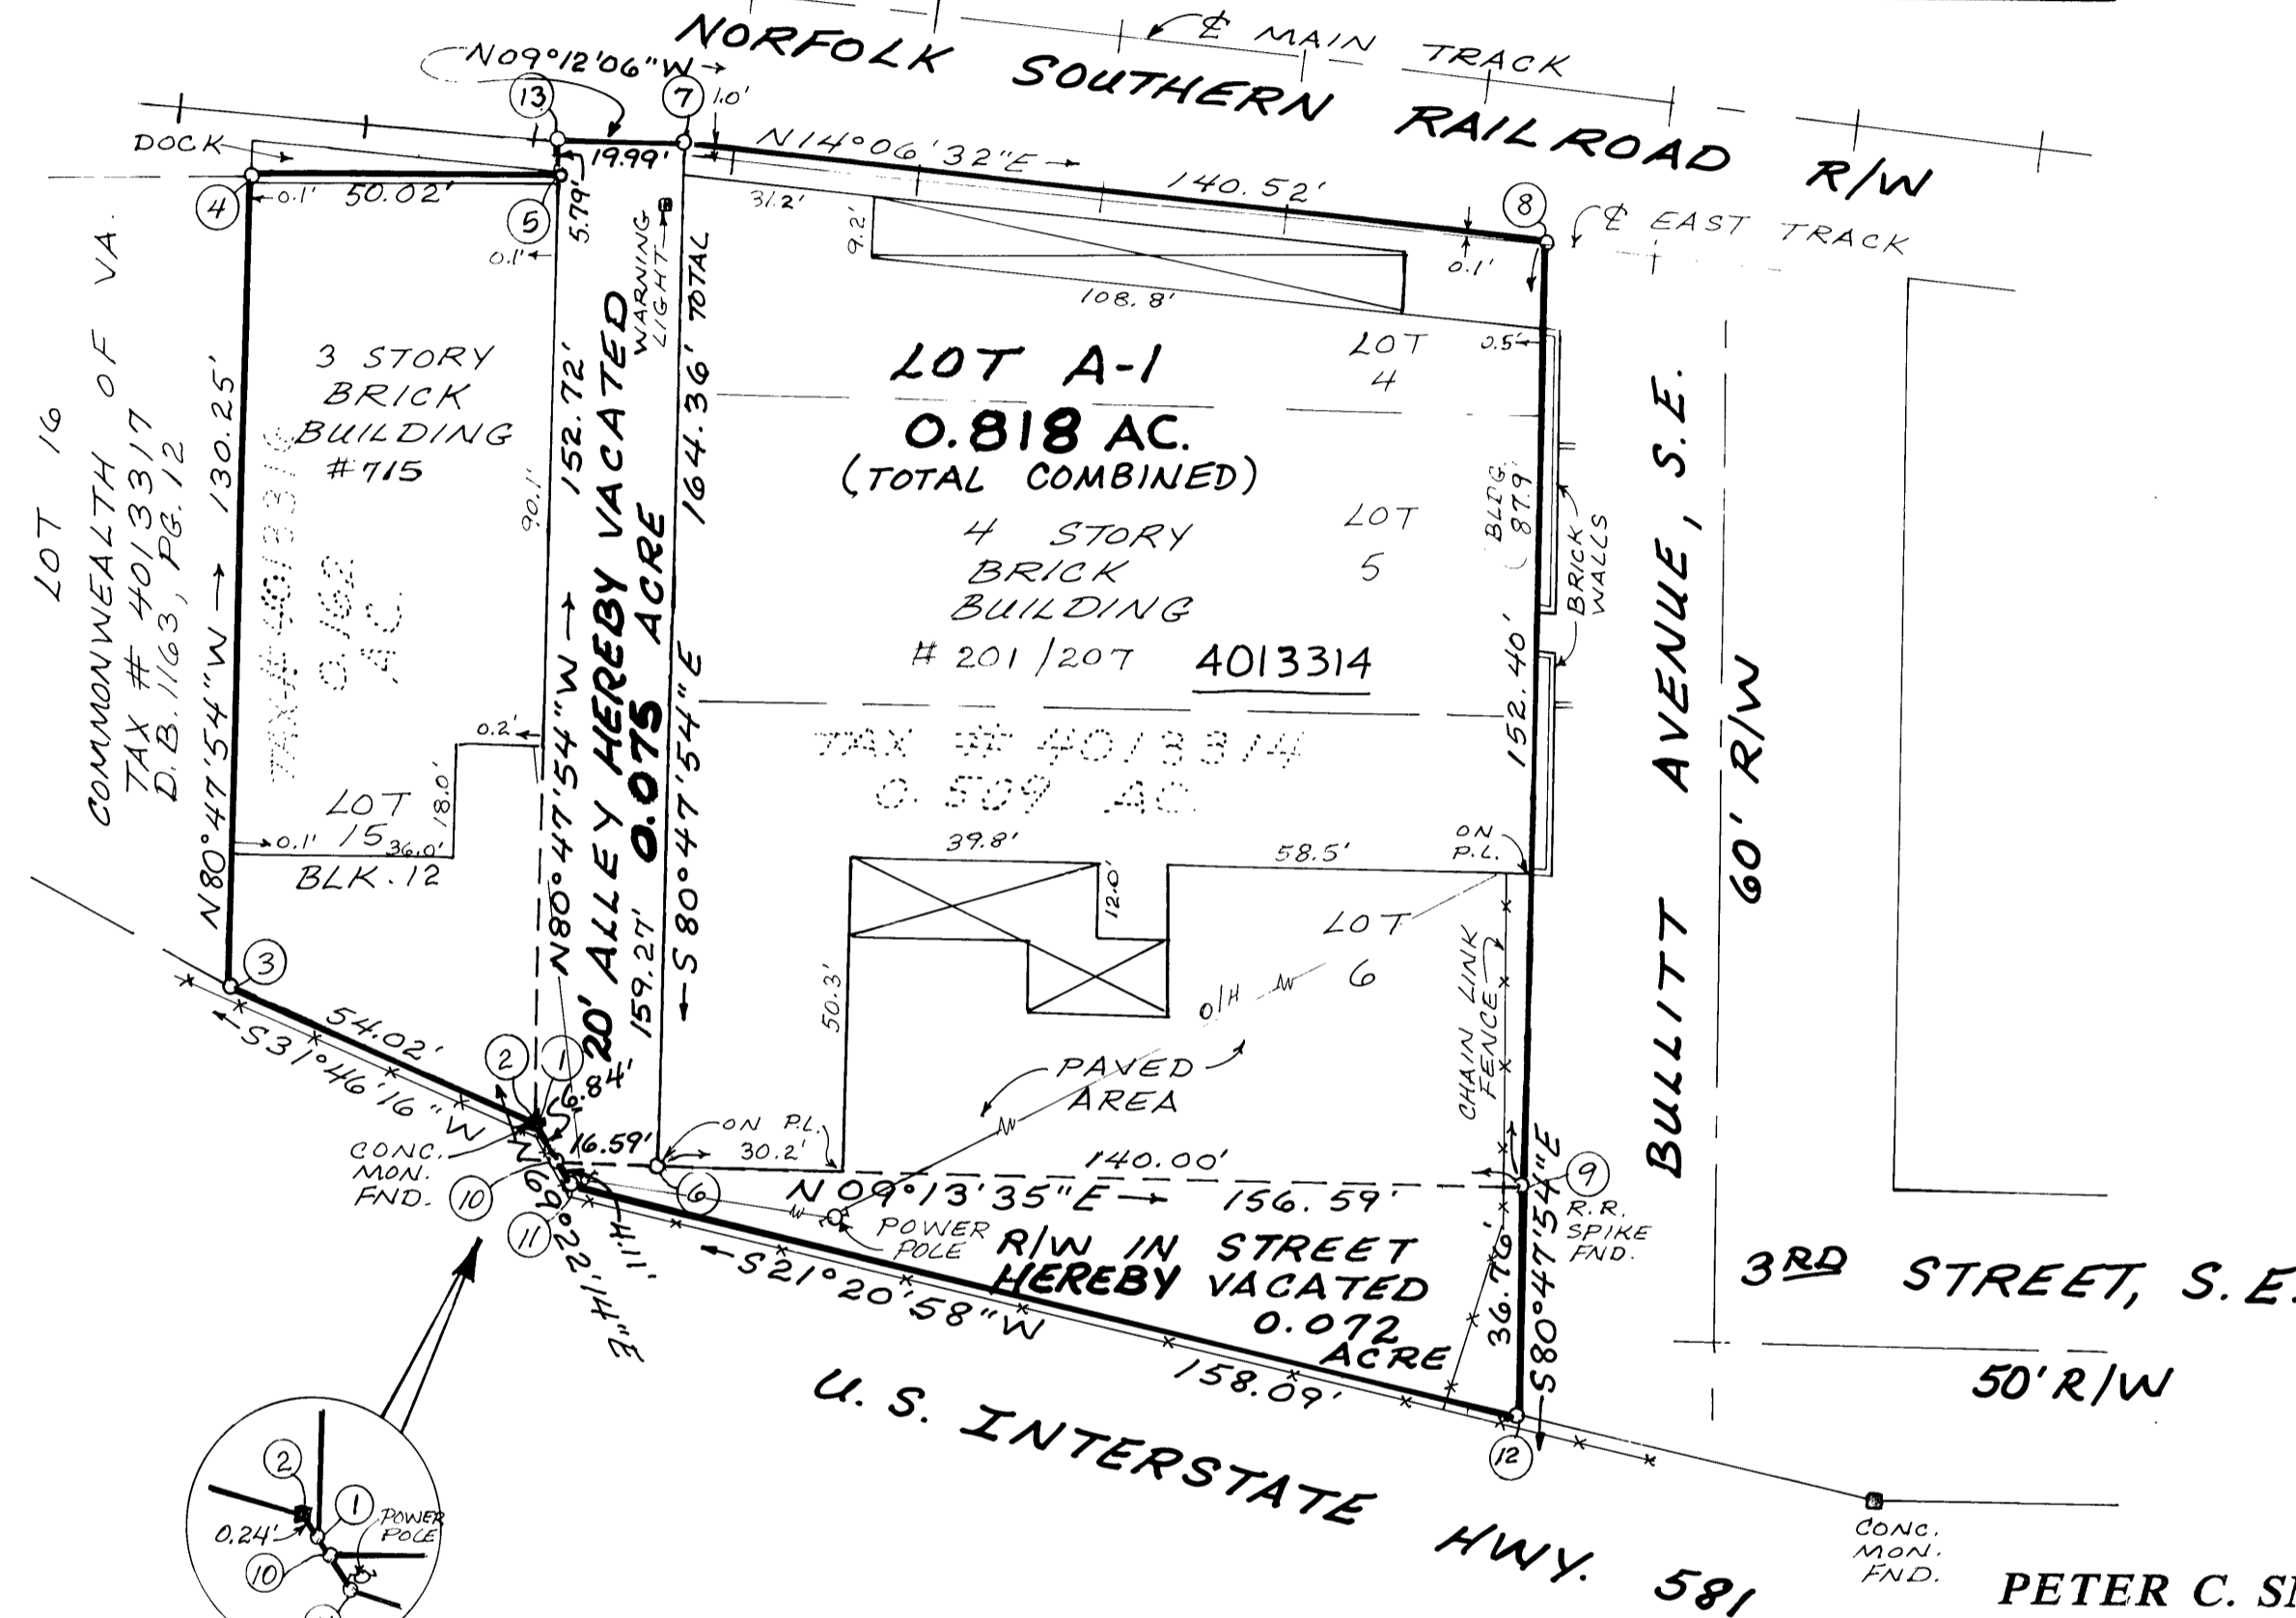 ℄ MAIN TRACK
NORFOLK SOUTHERN RAILROAD R/W
N09°12'06"W→
13
7
1.0'
DOCK
19.99'
N14°06'32"E→
140.52'
8
℄ EAST TRACK
4
0.1'
50.02'
5
5.79'
0.1'
WARNING
LIGHT
31.2'
9.2'
108.8'
0.1'
LOT 16
COMMONWEALTH OF VA.
TAX # 4013317
D.B. 1163, PG. 12
N80°47'54"W → 130.25'
3 STORY
BRICK
BUILDING
#715
TAX # 4013316
AC.
90.1'
0.2'
18.0'
LOT
15
36.0'
0.1'
BLK. 12
N80°47'54"W → 152.72'
20' ALLEY HEREBY VACATED
0.075 ACRE
159.27'
164.36' TOTAL
←S80°47'54"E
LOT A-1
0.818 AC.
(TOTAL COMBINED)
4 STORY
BRICK
BUILDING
# 201/207
4013314
TAX # 4013314
0.509 AC.
LOT
4
LOT
5
0.5'
BLDG.
87.9'
BRICK
WALLS
152.40'
BULLITT AVENUE, S.E.
60' R/W
39.8'
12.0'
58.5'
ON
P.L.
LOT
6
O/H
CHAIN LINK
FENCE
50.3'
PAVED
AREA
3
54.02'
←S31°46'16"W
2
1
6.84'
CONC.
MON.
FND.
10
11
16.59'
ON P.L.
30.2'
6
140.00'
N09°13'35"E→ 156.59'
9
R.R.
SPIKE
FND.
N69°22'14"E
11.14'
POWER
POLE
R/W IN STREET
HEREBY VACATED
0.072
ACRE
36.76'
S80°47'54"E
←S21°20'58"W
158.09'
12
3RD STREET, S.E.
50' R/W
U.S. INTERSTATE HWY. 581
CONC.
MON.
FND.
2
1
POWER
POLE
0.24'
10
PETER C.